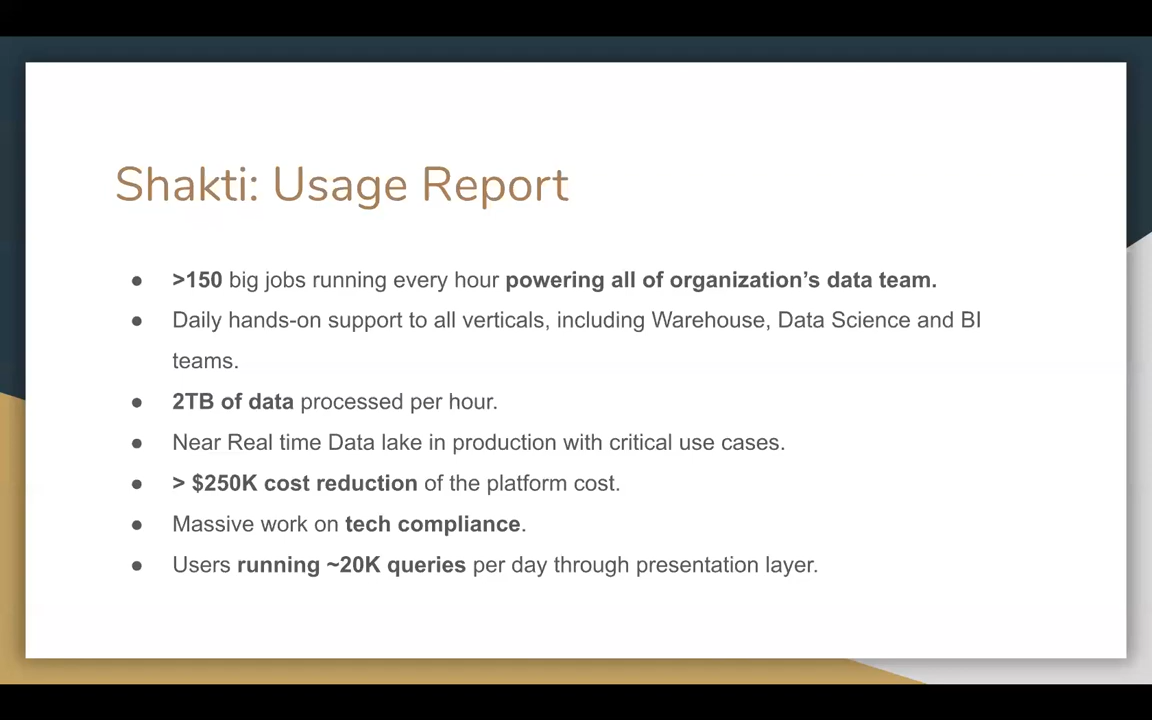 Shakti: Usage Report
● >150 big jobs running every hour powering all of organization’s data team.
● Daily hands-on support to all verticals, including Warehouse, Data Science and BI
teams.
● 2TB of data processed per hour.
● Near Real time Data lake in production with critical use cases.
● > $250K cost reduction of the platform cost.
● Massive work on tech compliance.
● Users running ~20K queries per day through presentation layer.